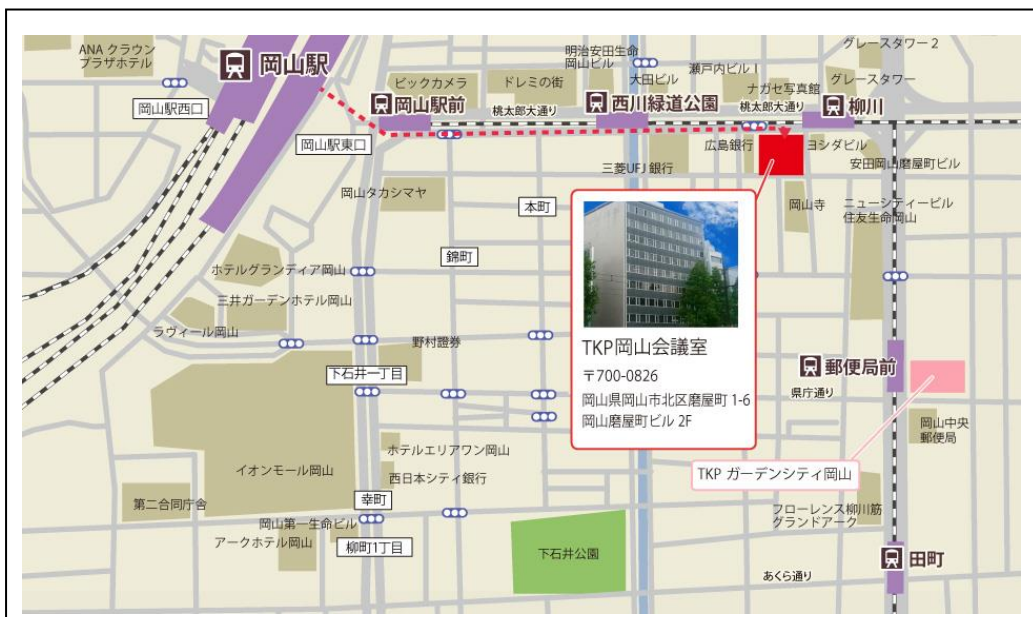 ANA クラウン
プラザホテル
岡山駅
岡山駅西口
岡山駅東口
ビックカメラ
岡山駅前
ドレミの街
桃太郎大通り
明治安田生命
岡山ビル
大田ビル
西川緑道公園
瀬戸内ビルⅠ
ナガセ写真館
桃太郎大通り
グレースタワー2
グレースタワー
柳川
広島銀行
ヨシダビル
三菱UFJ 銀行
安田岡山磨屋町ビル
岡山タカシマヤ
本町
岡山寺
ニューシティービル
住友生命岡山
錦町
ホテルグランディア岡山
三井ガーデンホテル岡山
ラヴィール岡山
野村證券
下石井一丁目
TKP岡山会議室
〒700-0826
岡山県岡山市北区磨屋町 1-6
岡山磨屋町ビル 2F
郵便局前
県庁通り
岡山中央
郵便局
TKP ガーデンシティ岡山
イオンモール岡山
ホテルエリアワン岡山
西日本シティ銀行
第二合同庁舎
幸町
岡山第一生命ビル
アークホテル岡山
柳町1丁目
下石井公園
フローレンス柳川筋
グランドアーク
あくら通り
田町